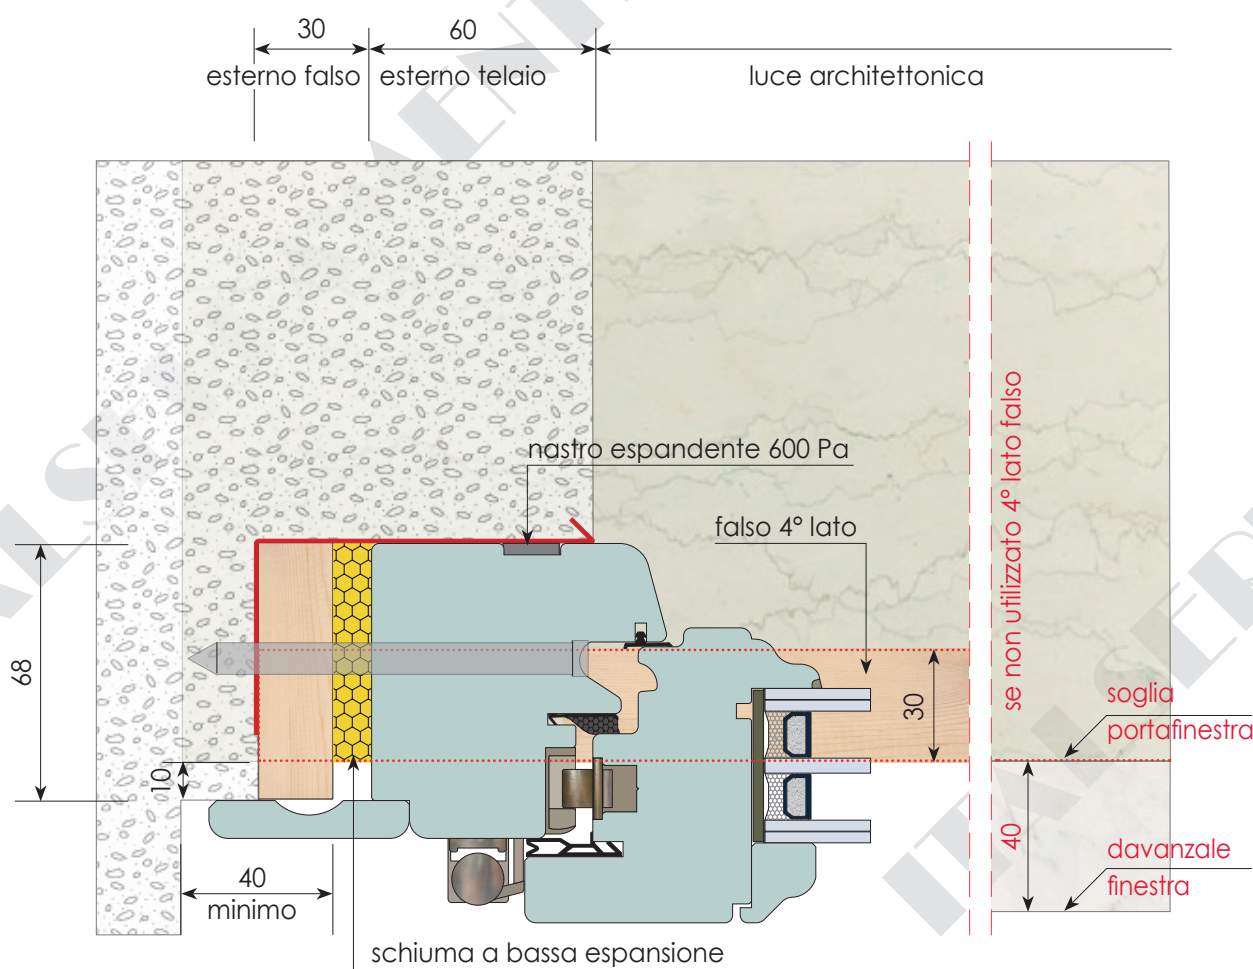 30
60
esterno falso
esterno telaio
luce architettonica
nastro espandente 600 Pa
falso 4° lato
se non utilizzato 4° lato falso
68
10
30
soglia
portafinestra
40
davanzale
finestra
40
minimo
schiuma a bassa espansione